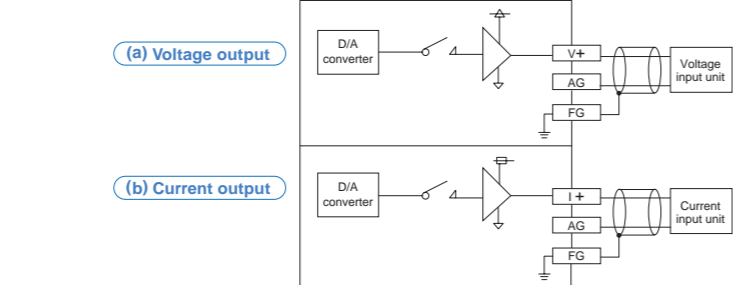 (a) Voltage output
D/A
converter
V+
AG
FG
Voltage
input unit
(b) Current output
D/A
converter
I +
AG
FG
Current
input unit